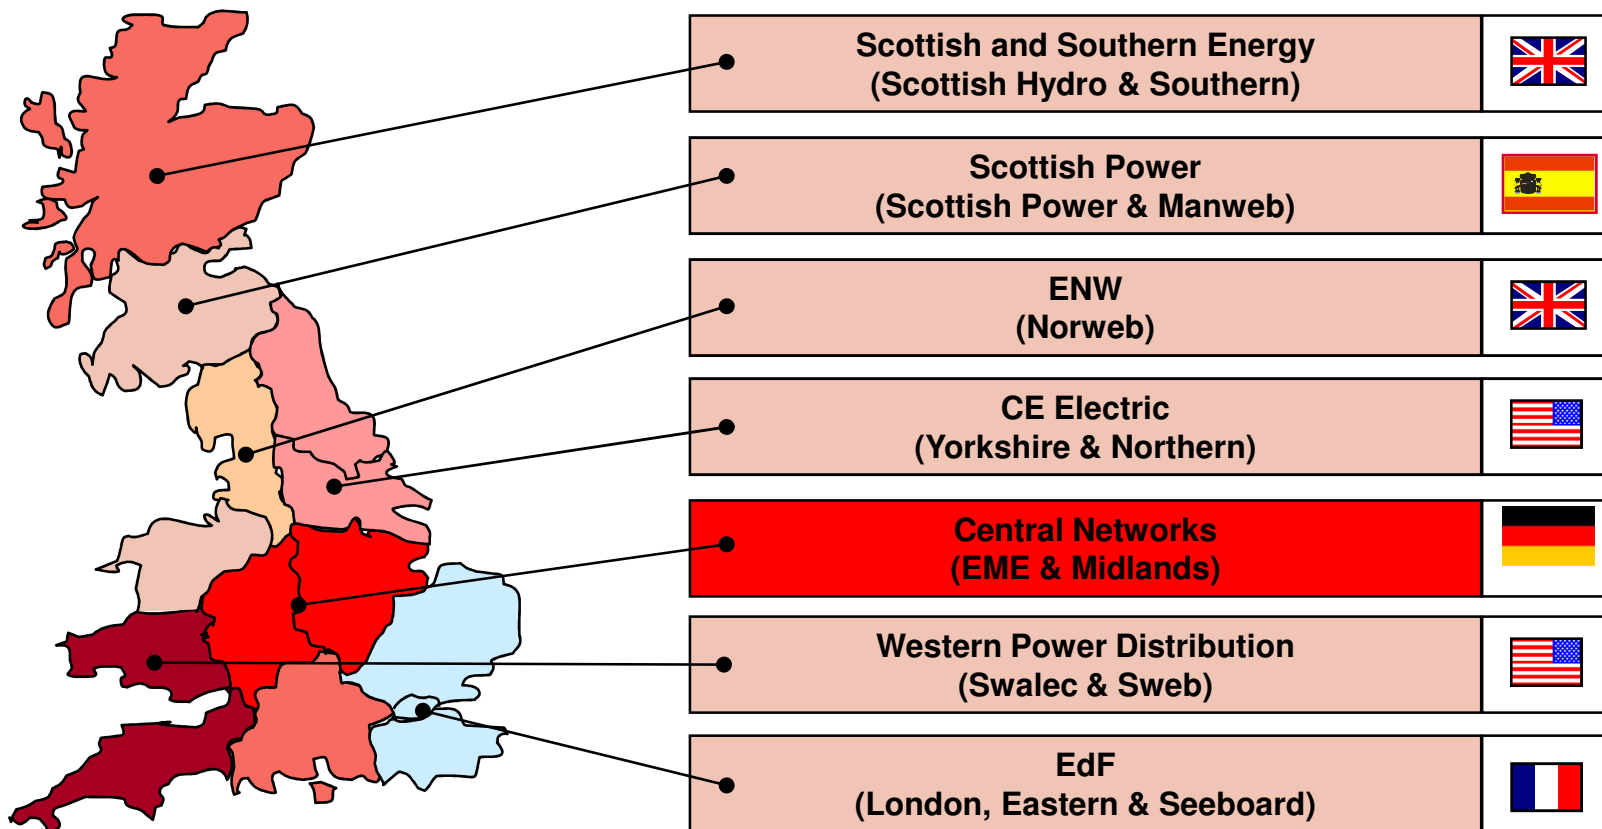 Scottish and Southern Energy
(Scottish Hydro & Southern)
Scottish Power
(Scottish Power & Manweb)
ENW
(Norweb)
CE Electric
(Yorkshire & Northern)
Central Networks
(EME & Midlands)
Western Power Distribution
(Swalec & Sweb)
EdF
(London, Eastern & Seeboard)